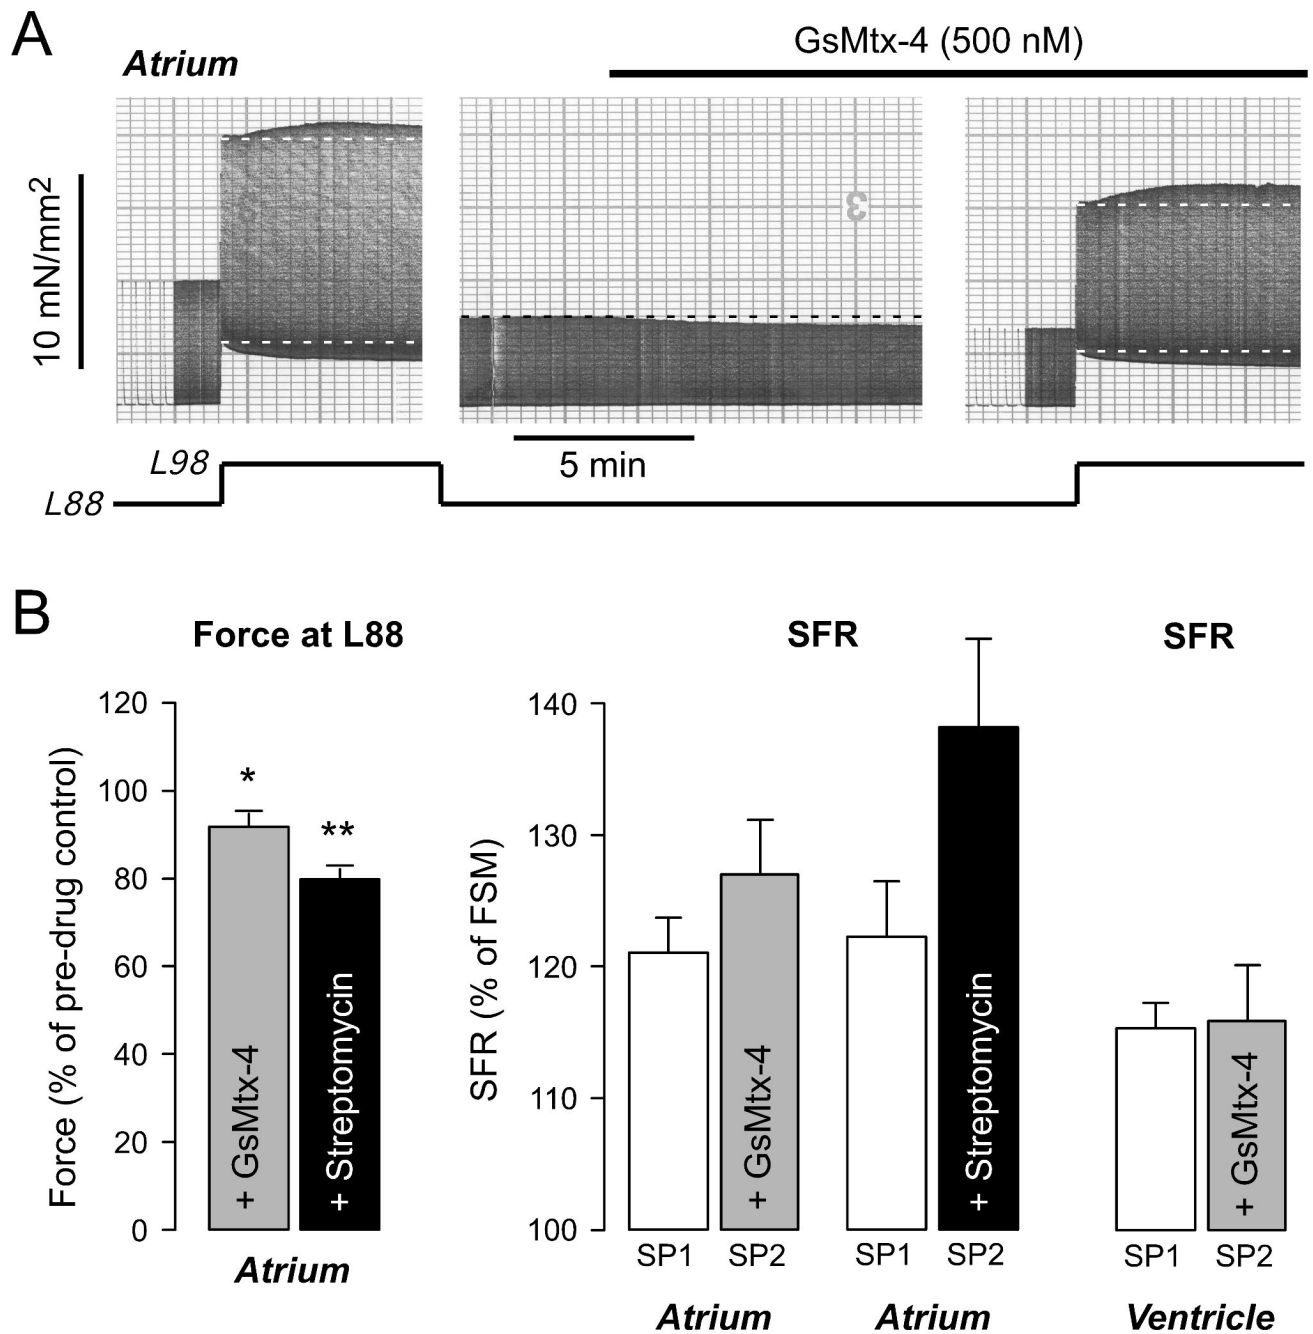 A
GsMtx-4 (500 nM)
Atrium
10 mN/mm2
3
5 min
L98
L88
B
Force at L88
SFR
SFR
Force (% of pre-drug control)
120
100
80
60
40
20
0
*
**
+ GsMtx-4
+ Streptomycin
Atrium
SFR (% of FSM)
140
130
120
110
100
+ GsMtx-4
+ Streptomycin
+ GsMtx-4
SP1
SP2
SP1
SP2
SP1
SP2
Atrium
Atrium
Ventricle